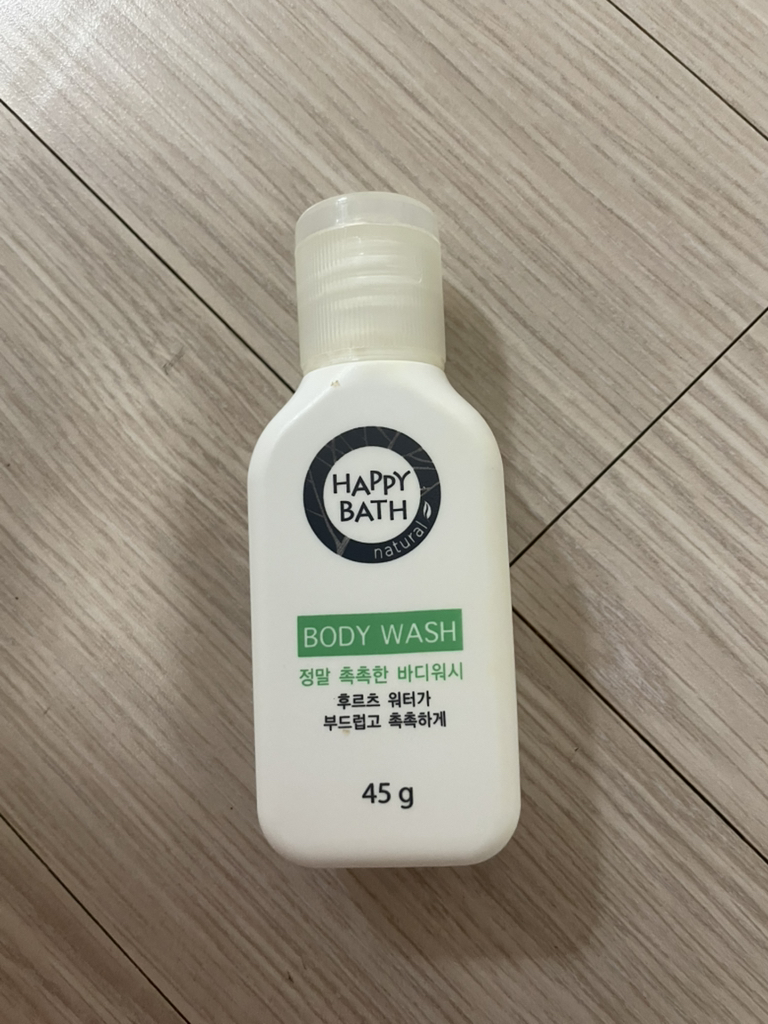 HAPPY
BATH
natural
BODY WASH
정말 촉촉한 바디워시
후르츠 워터가
부드럽고 촉촉하게
45 g